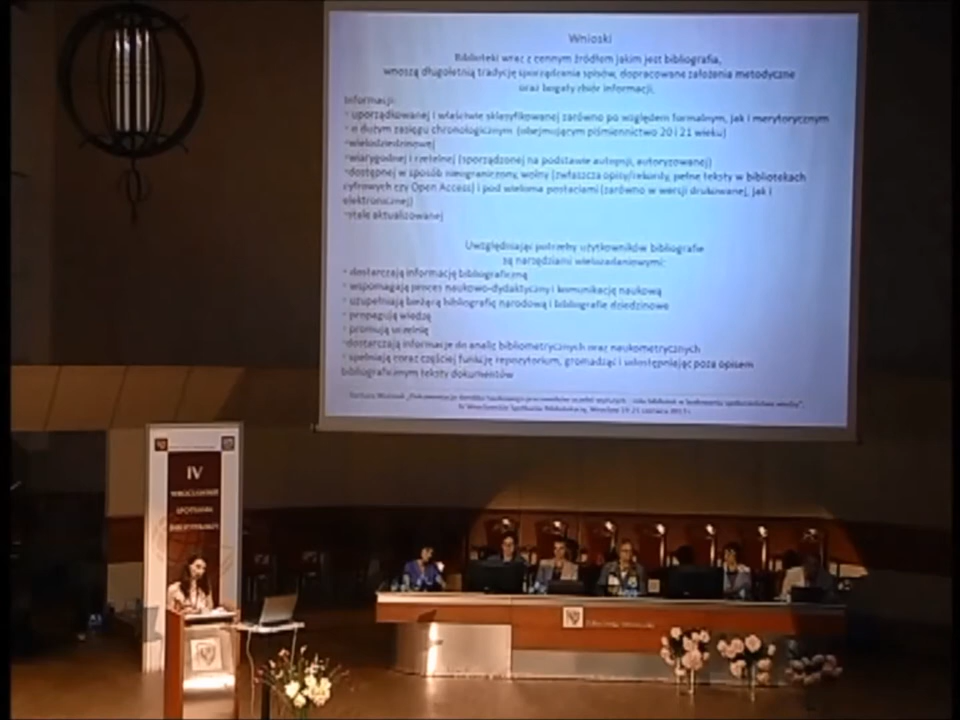 Wnioski
Biblioteki wraz z cennym źródłem jakim jest bibliografia,
wnoszą długoletnią tradycję sporządzania spisów, dopracowane założenia metodyczne
oraz bogaty zbiór informacji.
Informacji:
• uporządkowanej i właściwie sklasyfikowanej zarówno po względem formalnym, jak i merytorycznym
• o dużym zasięgu chronologicznym (obejmującym piśmiennictwo 20 i 21 wieku)
•wielodziedzinowej
•wiarygodnej i rzetelnej (sporządzonej na podstawie autopsji, autoryzowanej)
•dostępnej w sposób nieograniczony, wolny (zwłaszcza opisy/rekordy, pełne teksty w bibliotekach
cyfrowych czy Open Access) i pod wieloma postaciami (zarówno w wersji drukowanej, jak i
elektronicznej)
•stale aktualizowanej
Uwzględniając potrzeby użytkowników bibliografie
są narzędziami wielozadaniowymi:
• dostarczają informację bibliograficzną
• wspomagają proces naukowo-dydaktyczny i komunikację naukową
• uzupełniają bieżącą bibliografię narodową i bibliografie dziedzinowe
• propagują wiedzę
• promują uczelnię
•dostarczają informacje do analiz bibliometrycznych oraz naukometrycznych
• spełniają coraz częściej funkcję repozytorium, gromadząc i udostępniając poza opisem
bibliograficznym teksty dokumentów
IV
WROCŁAWSKIE
SPOTKANIA
BIBLIOTEKARZY